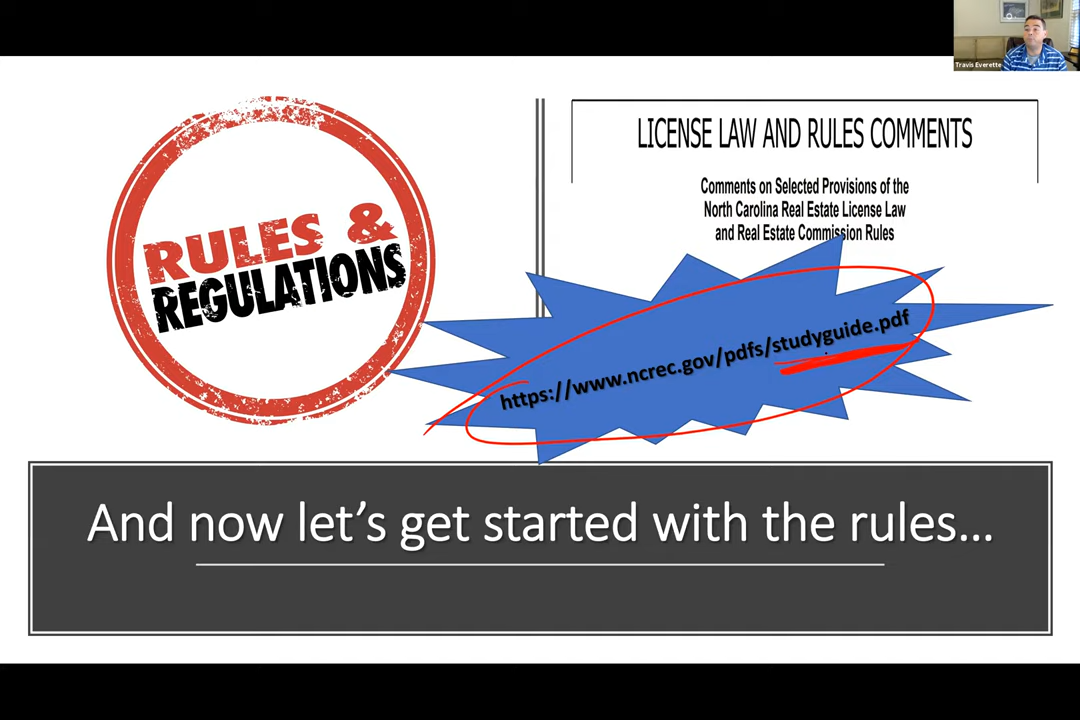 Travis Everette
RULES &
REGULATIONS
LICENSE LAW AND RULES COMMENTS
Comments on Selected Provisions of the
North Carolina Real Estate License Law
and Real Estate Commission Rules
https://www.ncrec.gov/pdfs/studyguide.pdf
And now let’s get started with the rules…